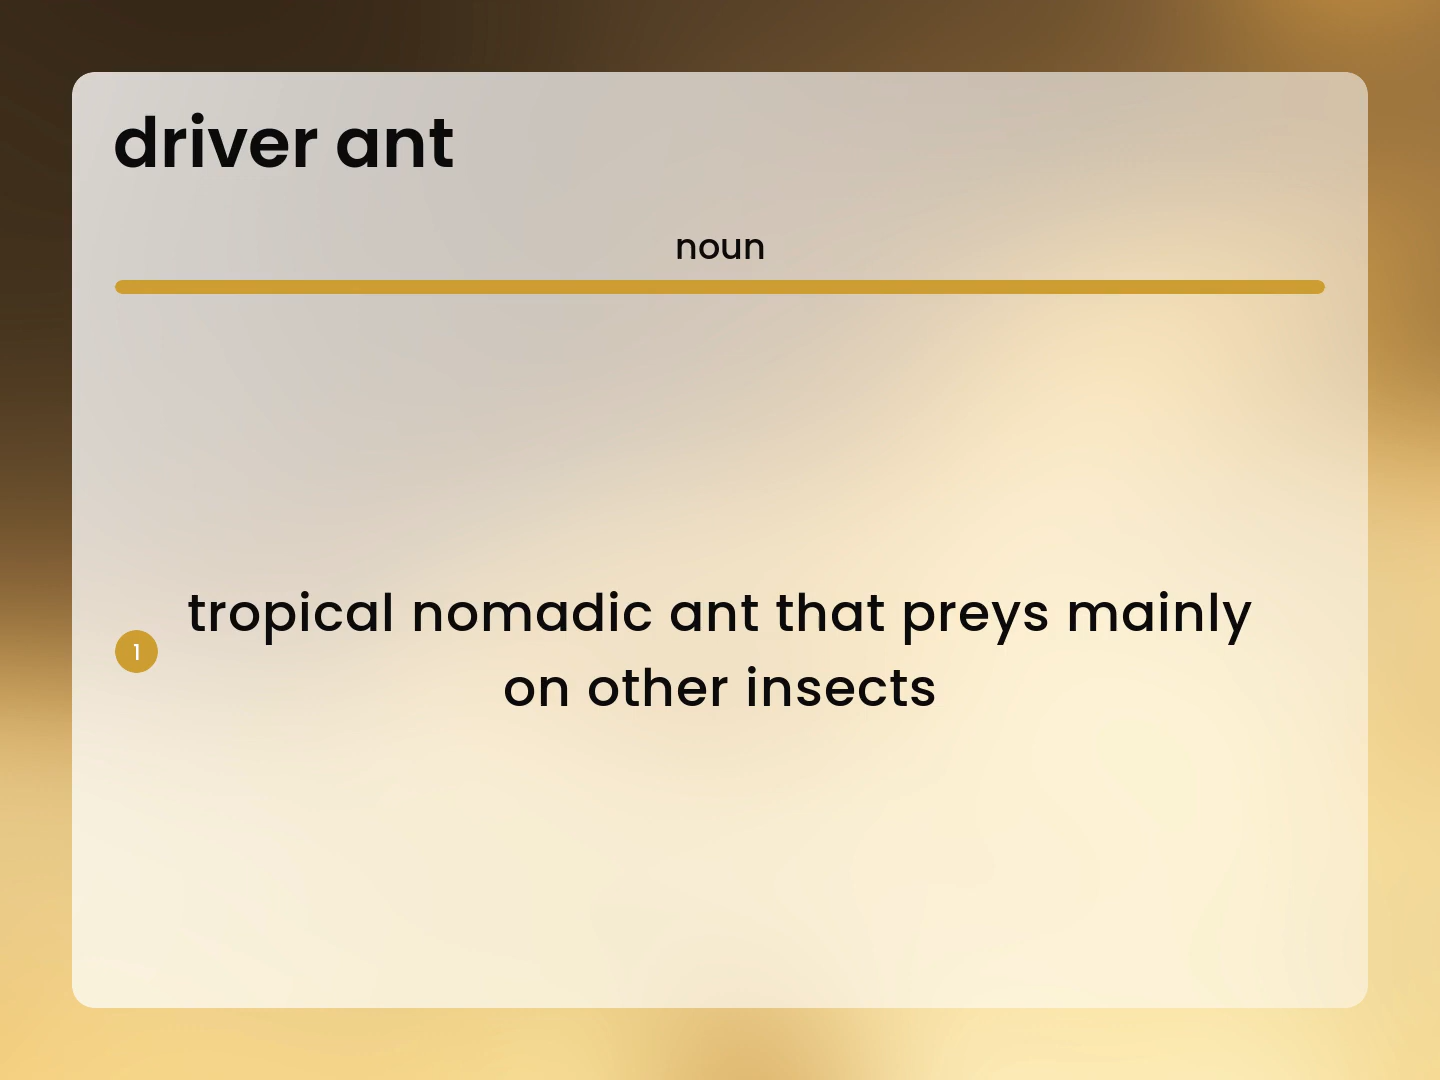 driver ant
noun
1
tropical nomadic ant that preys mainly
on other insects